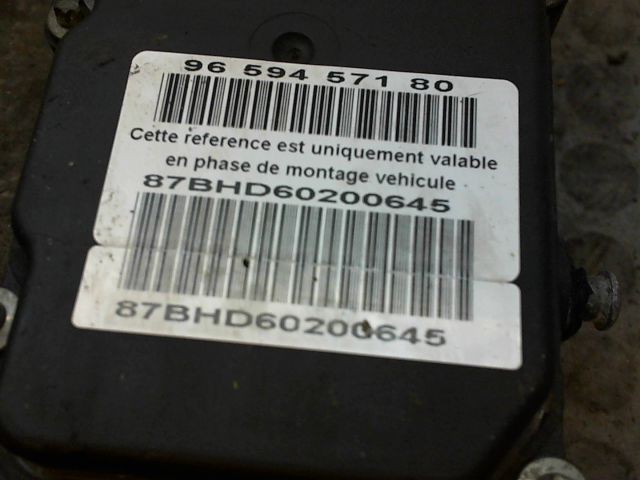 96 594 571 80
Cette reference est uniquement valable
en phase de montage vehicule
87BHD60200645
87BHD60200645